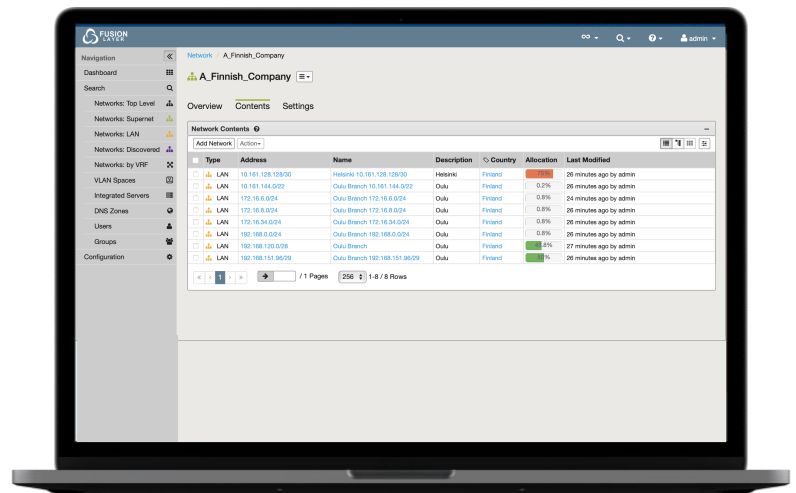 FUSION
LAYER
admin
Navigation
Network / A_Finnish_Company
Dashboard
Search
Networks: Top Level
Networks: Supernet
Networks: LAN
Networks: Discovered
Networks: by VRF
VLAN Spaces
Integrated Servers
DNS Zones
Users
Groups
Configuration
A_Finnish_Company
Overview Contents Settings
Network Contents
Add Network Action
Type Address Name Description Country Allocation Last Modified
LAN 10.161.128.128/30 Helsinki 10.161.128.128/30 Helsinki Finland 75% 26 minutes ago by admin
LAN 10.161.144.0/22 Oulu Branch 10.161.144.0/22 Oulu Finland 0.2% 26 minutes ago by admin
LAN 172.16.6.0/24 Oulu Branch 172.16.6.0/24 Oulu Finland 0.8% 24 minutes ago by admin
LAN 172.16.8.0/24 Oulu Branch 172.16.8.0/24 Oulu Finland 0.8% 26 minutes ago by admin
LAN 172.16.34.0/24 Oulu Branch 172.16.34.0/24 Oulu Finland 0.8% 26 minutes ago by admin
LAN 192.168.0.0/24 Oulu Branch 192.168.0.0/24 Oulu Finland 0.8% 26 minutes ago by admin
LAN 192.168.120.0/28 Oulu Branch Oulu Finland 43.8% 27 minutes ago by admin
LAN 192.168.151.96/29 Oulu Branch 192.168.151.96/29 Oulu Finland 50% 26 minutes ago by admin
« ‹ 1 › » / 1 Pages 256 1-8 / 8 Rows